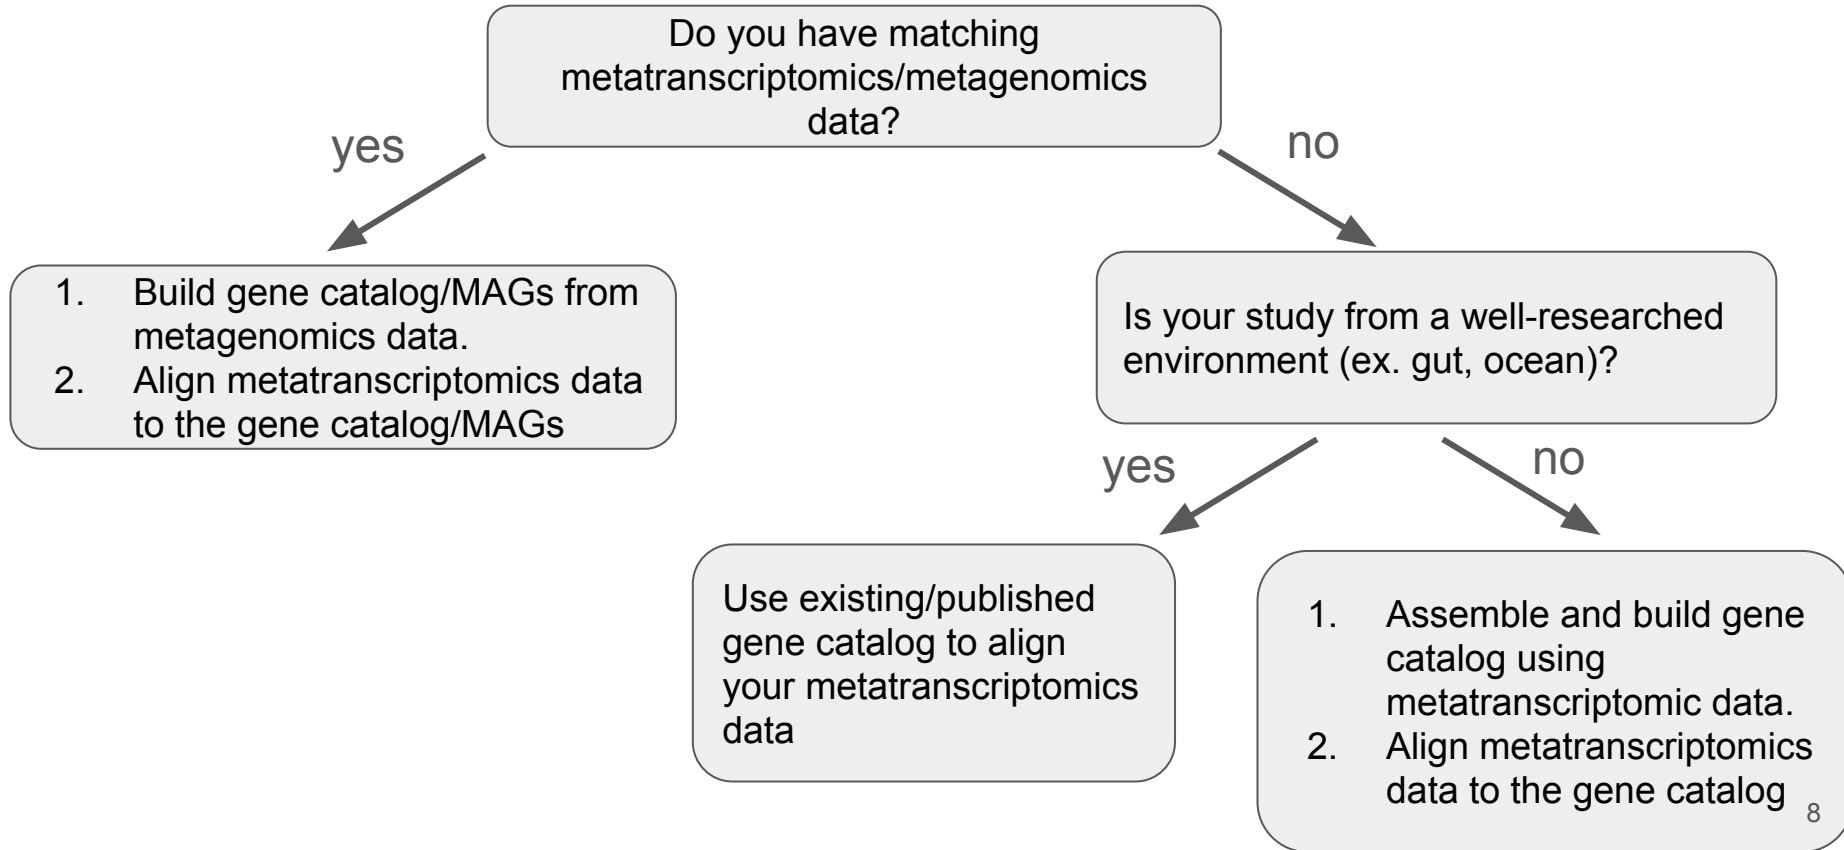 Do you have matching
metatranscriptomics/metagenomics
data?
yes
no
1. Build gene catalog/MAGs from
metagenomics data.
2. Align metatranscriptomics data
to the gene catalog/MAGs
Is your study from a well-researched
environment (ex. gut, ocean)?
yes
no
Use existing/published
gene catalog to align
your metatranscriptomics
data
1. Assemble and build gene
catalog using
metatranscriptomic data.
2. Align metatranscriptomics
data to the gene catalog
8